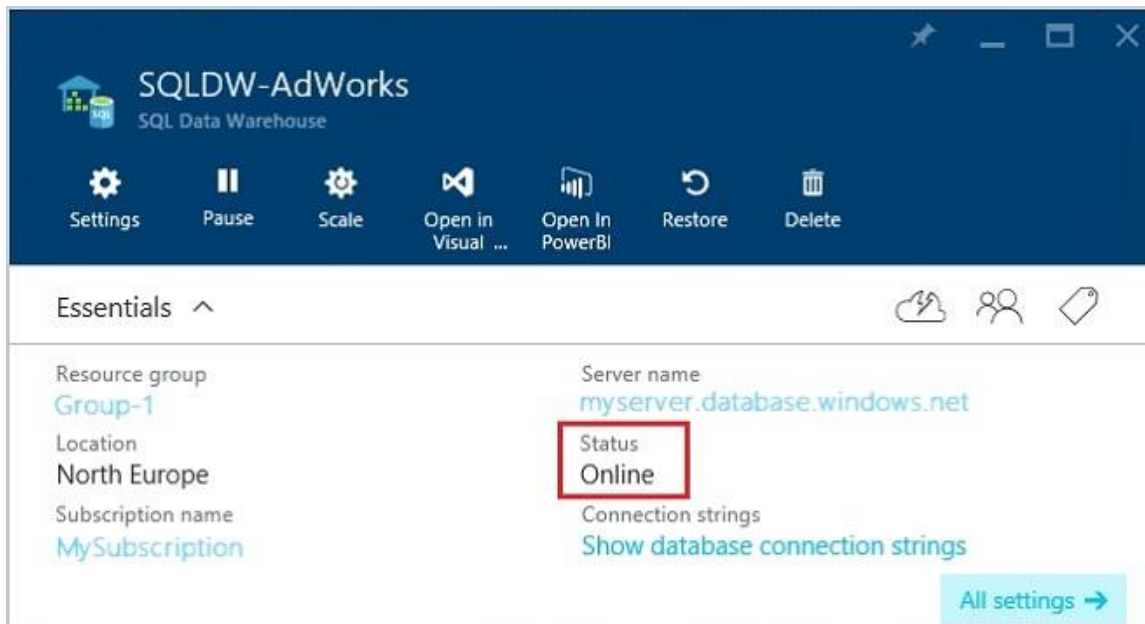 SQLDW-AdWorks
SQL Data Warehouse
SQL
Settings
Pause
Scale
Open in
Visual ...
Open In
PowerBI
Restore
Delete
Essentials
Resource group
Group-1
Server name
myserver.database.windows.net
Location
North Europe
Status
Online
Subscription name
MySubscription
Connection strings
Show database connection strings
All settings →